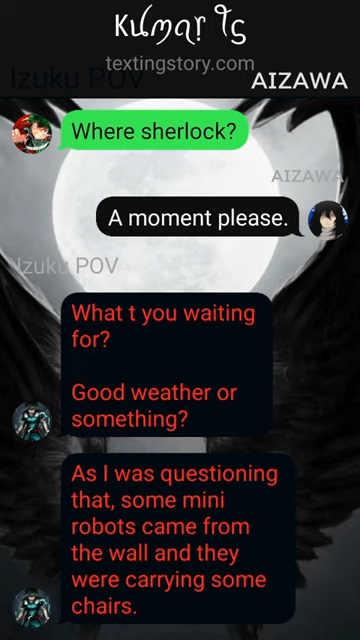 Kumar Ts
textingstory.com
Izuku POV
AIZAWA
Where sherlock?
AIZAWA
A moment please.
Izuku POV
What t you waiting
for?
Good weather or
something?
As I was questioning
that, some mini
robots came from
the wall and they
were carrying some
chairs.